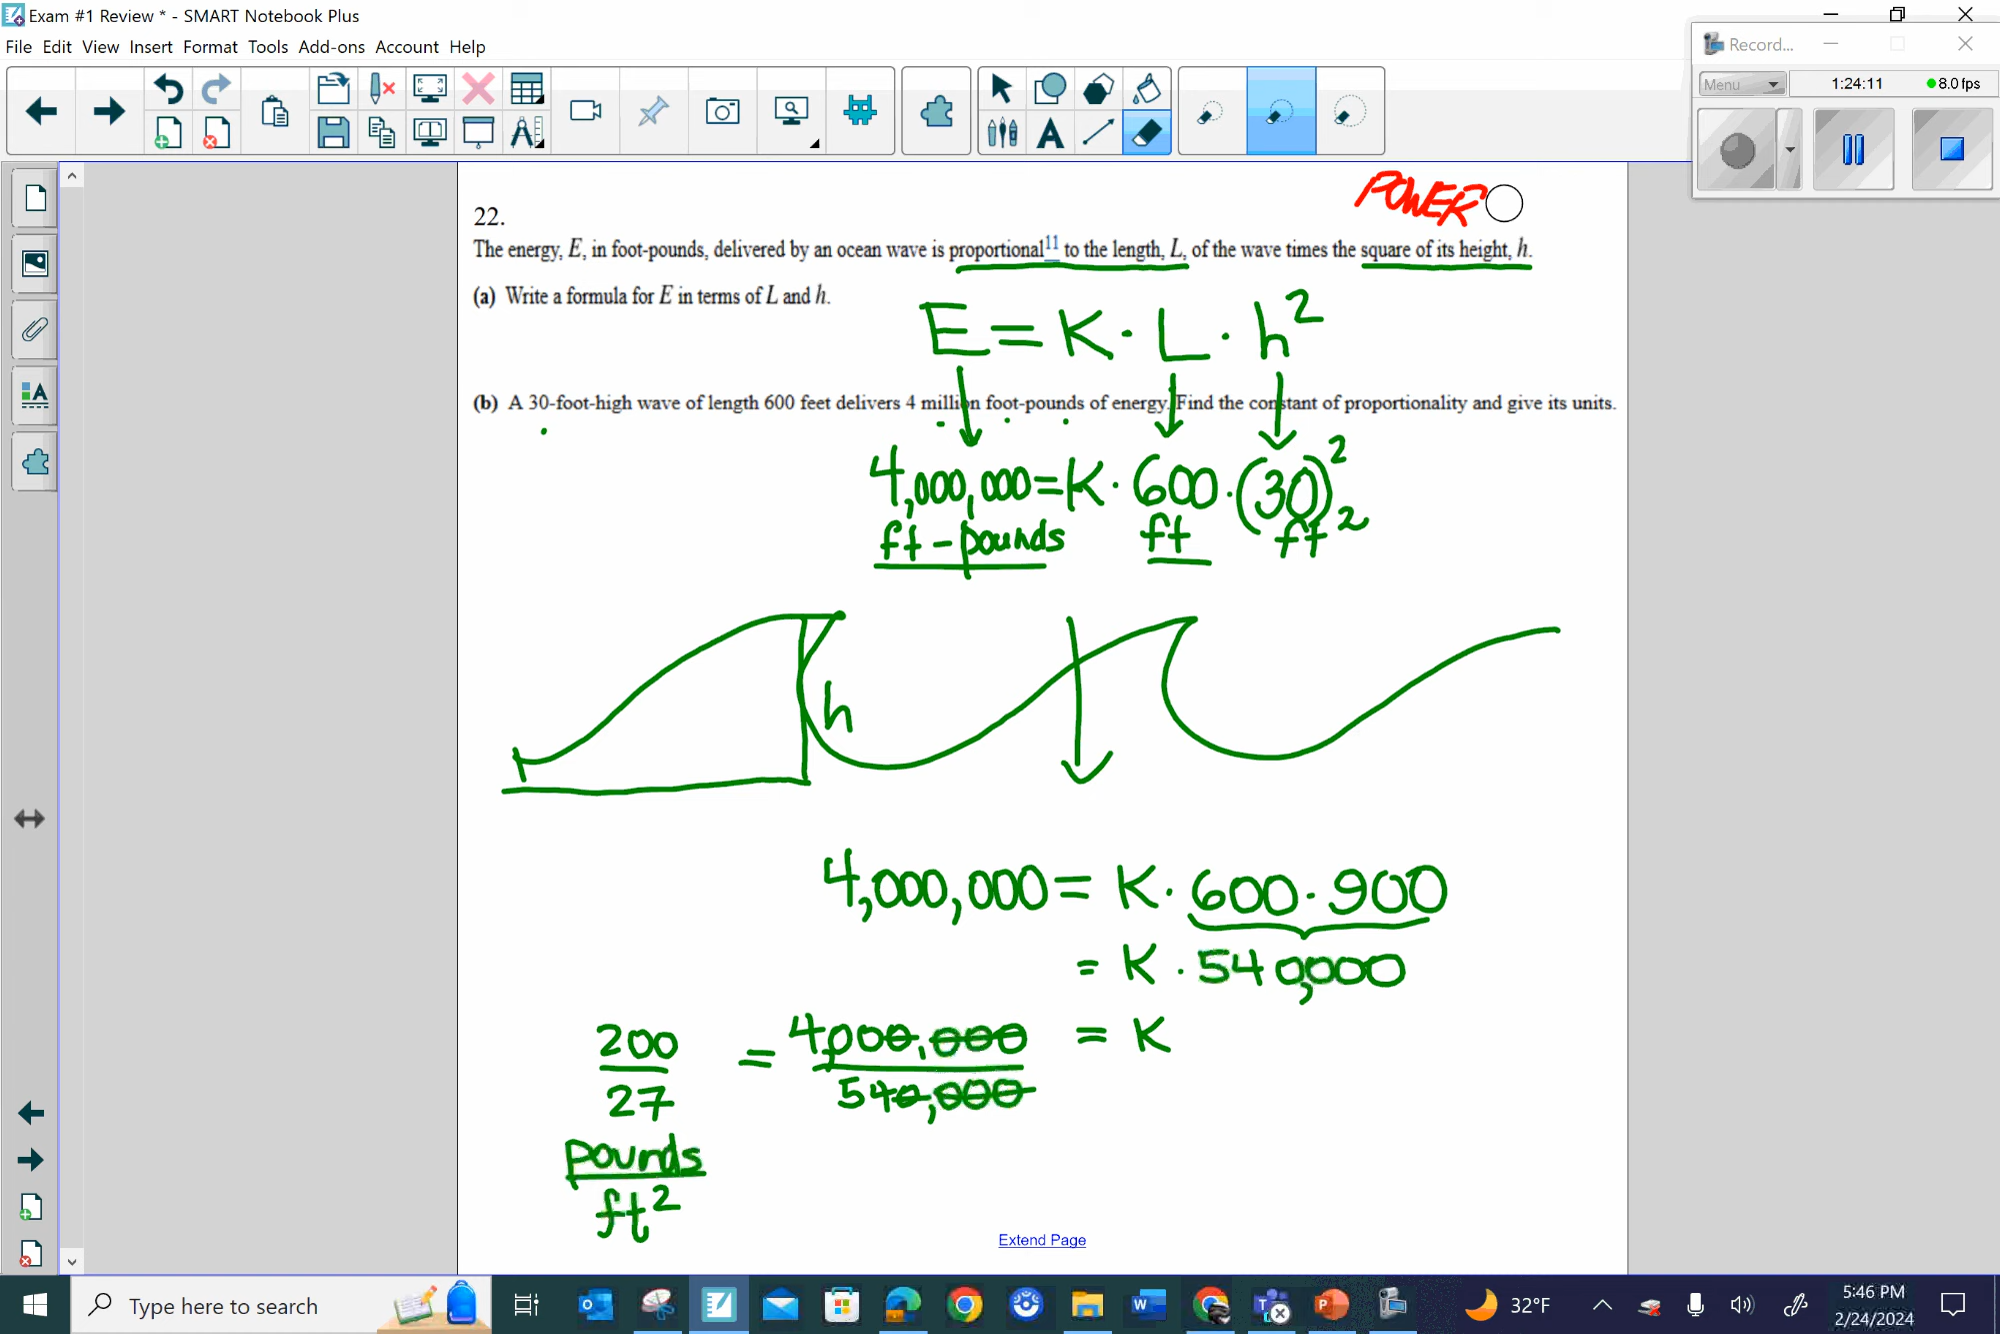 Exam #1 Review * - SMART Notebook Plus
File Edit View Insert Format Tools Add-ons Account Help
Record...
Menu
1:24:11
8.0 fps
POWER
22.
The energy, E, in foot-pounds, delivered by an ocean wave is proportional¹¹ to the length, L, of the wave times the square of its height, h.
(a) Write a formula for E in terms of L and h.
E = K · L · h²
(b) A 30-foot-high wave of length 600 feet delivers 4 million foot-pounds of energy. Find the constant of proportionality and give its units.
4,000,000 = K · 600 · (30)²
ft-pounds ft ft²
h
4,000,000 = K · 600 · 900
= K · 540,000
200/27 = 4,000,000/540,000 = K
pounds/ft²
Extend Page
Type here to search
32°F
5:46 PM
2/24/2024